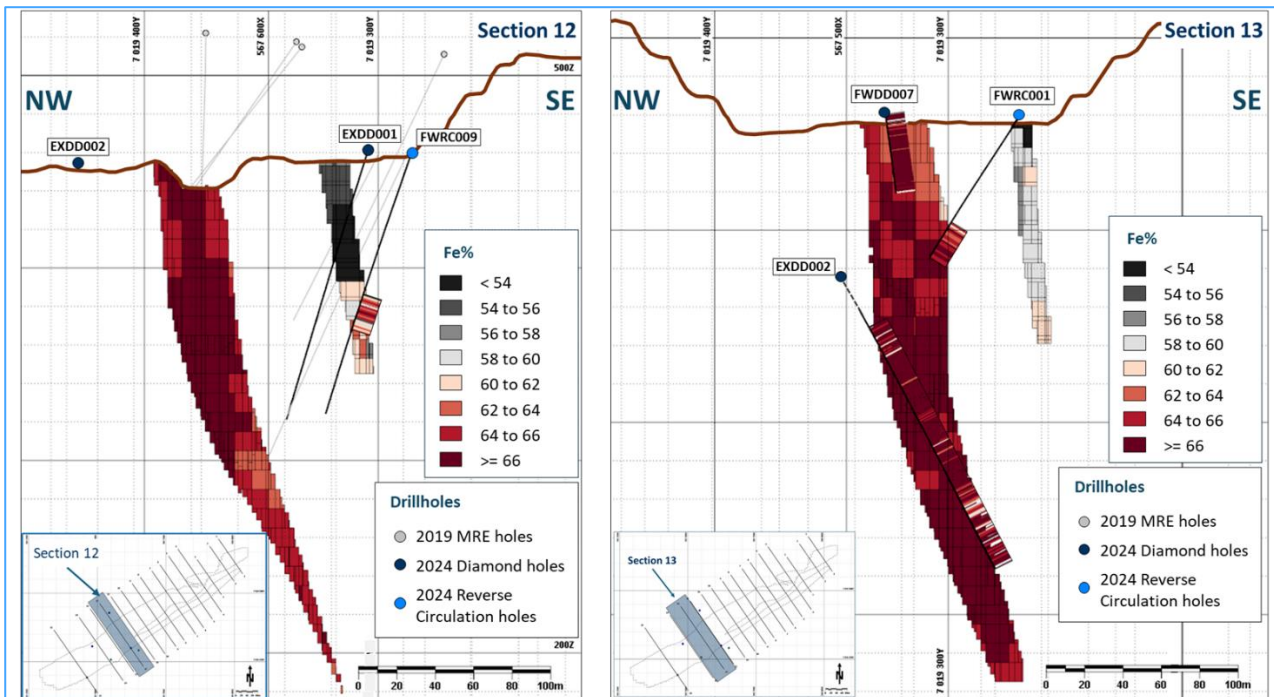 Section 12
7 019 400Y
567 600X
7 019 300Y
500Z
NW
SE
EXDD002
EXDD001
FWRC009
Fe%
< 54
54 to 56
56 to 58
58 to 60
60 to 62
62 to 64
64 to 66
>= 66
Drillholes
2019 MRE holes
2024 Diamond holes
2024 Reverse
Circulation holes
Section 12
N
200Z
0 20 40 60 80 100m
Section 13
7 019 400Y
567 500X
7 019 300Y
NW
SE
FWDD007
FWRC001
EXDD002
Fe%
< 54
54 to 56
56 to 58
58 to 60
60 to 62
62 to 64
64 to 66
>= 66
Drillholes
2019 MRE holes
2024 Diamond holes
2024 Reverse
Circulation holes
Section 13
N
7 019 300Y
0 20 40 60 80 100m